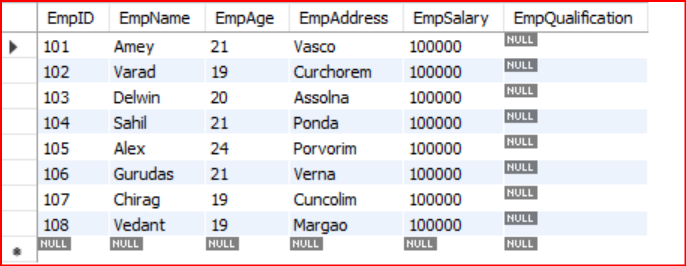 EmpID EmpName EmpAge EmpAddress EmpSalary EmpQualification
101 Amey 21 Vasco 100000 NULL
102 Varad 19 Curchorem 100000 NULL
103 Delwin 20 Assolna 100000 NULL
104 Sahil 21 Ponda 100000 NULL
105 Alex 24 Porvorim 100000 NULL
106 Gurudas 21 Verna 100000 NULL
107 Chirag 19 Cuncolim 100000 NULL
108 Vedant 19 Margao 100000 NULL
NULL NULL NULL NULL NULL NULL